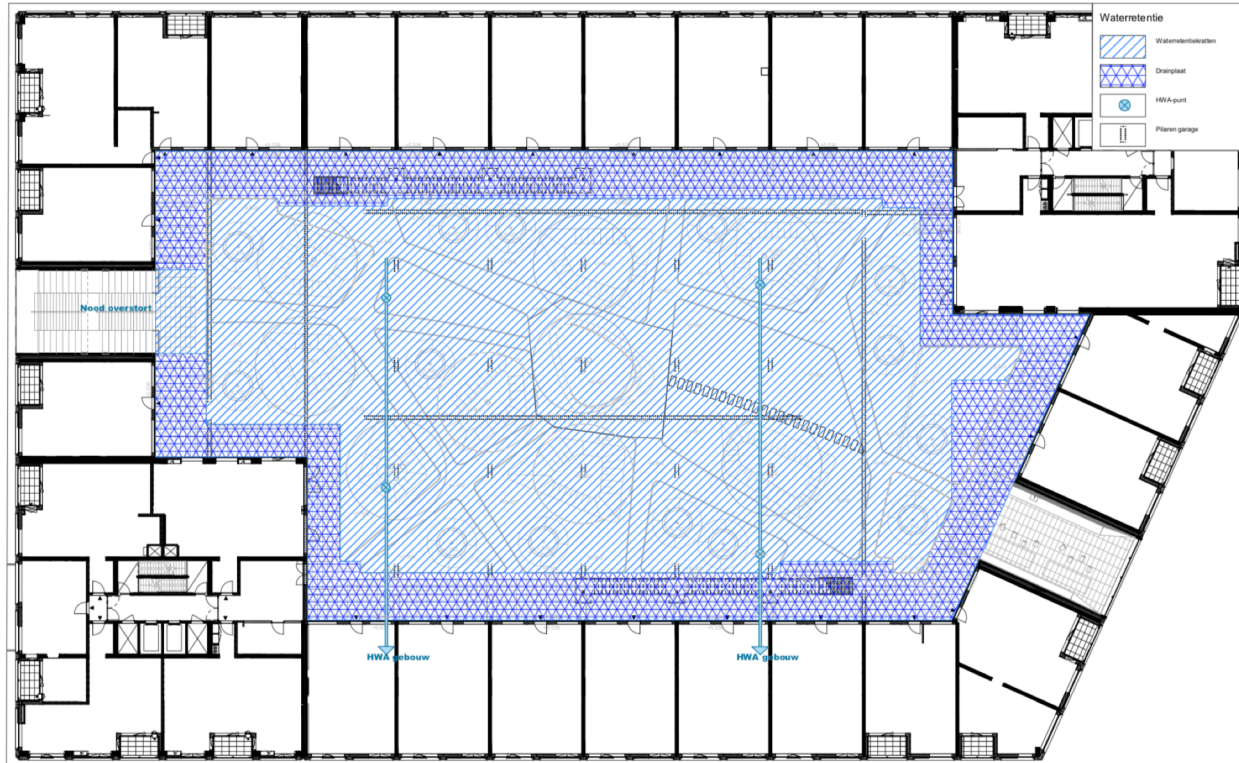 Waterretentie
Waterretentiekratten
Drainplaat
HWA-punt
Pilaren garage
Nood overstort
HWA gebouw
HWA gebouw